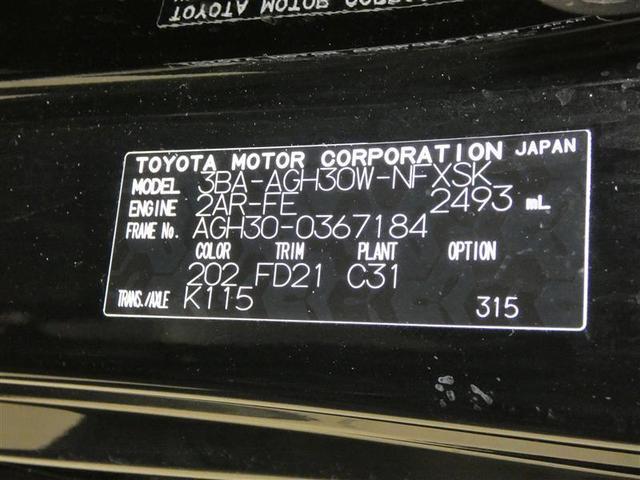 TOYOTA MOTOR CORPORATION JAPAN
MODEL 3BA-AGH30W-NFXSK
ENGINE 2AR-FE 2493 mL
FRAME No. AGH30-0367184
COLOR TRIM PLANT OPTION
202 FD21 C31
TRANS./AXLE K115 315